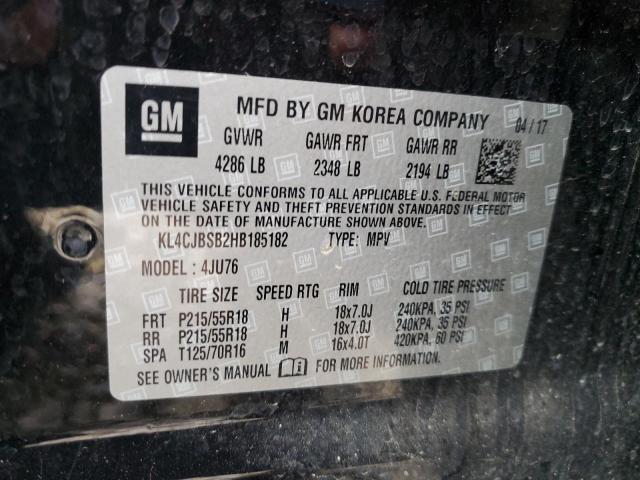 GM MFD BY GM KOREA COMPANY 04/17
GVWR GAWR FRT GAWR RR
4286 LB 2348 LB 2194 LB
THIS VEHICLE CONFORMS TO ALL APPLICABLE U.S. FEDERAL MOTOR
VEHICLE SAFETY AND THEFT PREVENTION STANDARDS IN EFFECT
ON THE DATE OF MANUFACTURE SHOWN ABOVE.
KL4CJBSB2HB185182 TYPE: MPV
MODEL: 4JU76
TIRE SIZE SPEED RTG RIM COLD TIRE PRESSURE
FRT P215/55R18 H 18x7.0J 240KPA, 35 PSI
RR P215/55R18 H 18x7.0J 240KPA, 35 PSI
SPA T125/70R16 M 16x4.0T 420KPA, 60 PSI
SEE OWNER'S MANUAL FOR MORE INFORMATION.